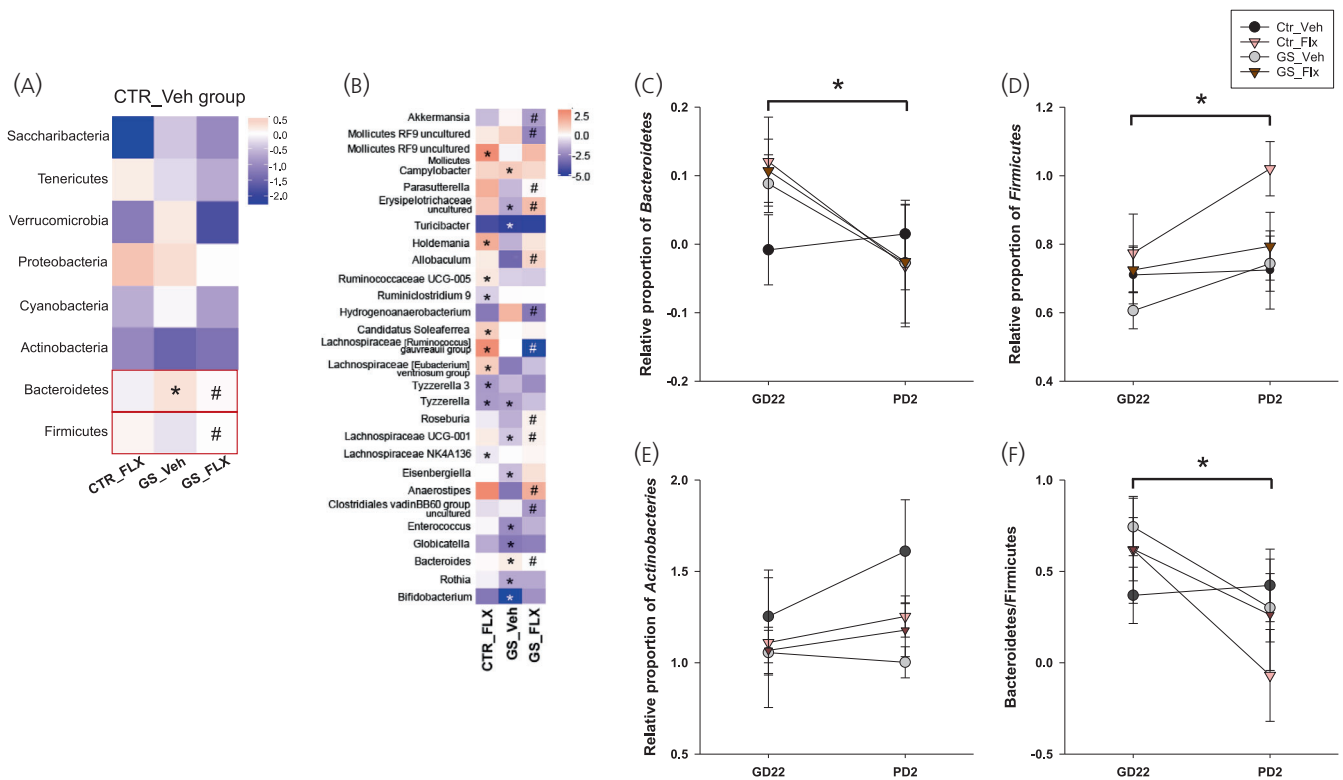 Ctr_Veh
Ctr_Flx
GS_Veh
GS_Flx
(A)
CTR_Veh group
Saccharibacteria
Tenericutes
Verrucomicrobia
Proteobacteria
Cyanobacteria
Actinobacteria
Bacteroidetes
*
#
Firmicutes
#
CTR_FLX
GS_Veh
GS_FLX
0.5
0.0
-0.5
-1.0
-1.5
-2.0
(B)
Akkermansia
#
Mollicutes RF9 uncultured
#
Mollicutes RF9 uncultured
Mollicutes
*
Campylobacter
*
Parasutterella
#
Erysipelotrichaceae
uncultured
*
#
Turicibacter
*
Holdemania
*
Allobaculum
#
Ruminococcaceae UCG-005
*
Ruminiclostridium 9
*
Hydrogenoanaerobacterium
#
Candidatus Soleaferrea
*
Lachnospiraceae [Ruminococcus]
gauvreauii group
*
#
Lachnospiraceae [Eubacterium]
ventriosum group
*
Tyzzerella 3
*
Tyzzerella
*
*
Roseburia
#
Lachnospiraceae UCG-001
*
#
Lachnospiraceae NK4A136
*
Eisenbergiella
*
Anaerostipes
#
Clostridiales vadinBB60 group
uncultured
#
Enterococcus
*
Globicatella
*
Bacteroides
*
#
Rothia
*
Bifidobacterium
*
CTR_FLX
GS_Veh
GS_FLX
2.5
0.0
-2.5
-5.0
(C)
*
Relative proportion of Bacteroidetes
0.2
0.1
0.0
-0.1
-0.2
GD22
PD2
(D)
*
Relative proportion of Firmicutes
1.2
1.0
0.8
0.6
0.4
GD22
PD2
(E)
Relative proportion of Actinobacteries
2.0
1.5
1.0
0.5
GD22
PD2
(F)
*
Bacteroidetes/Firmicutes
1.0
0.5
0.0
-0.5
GD22
PD2